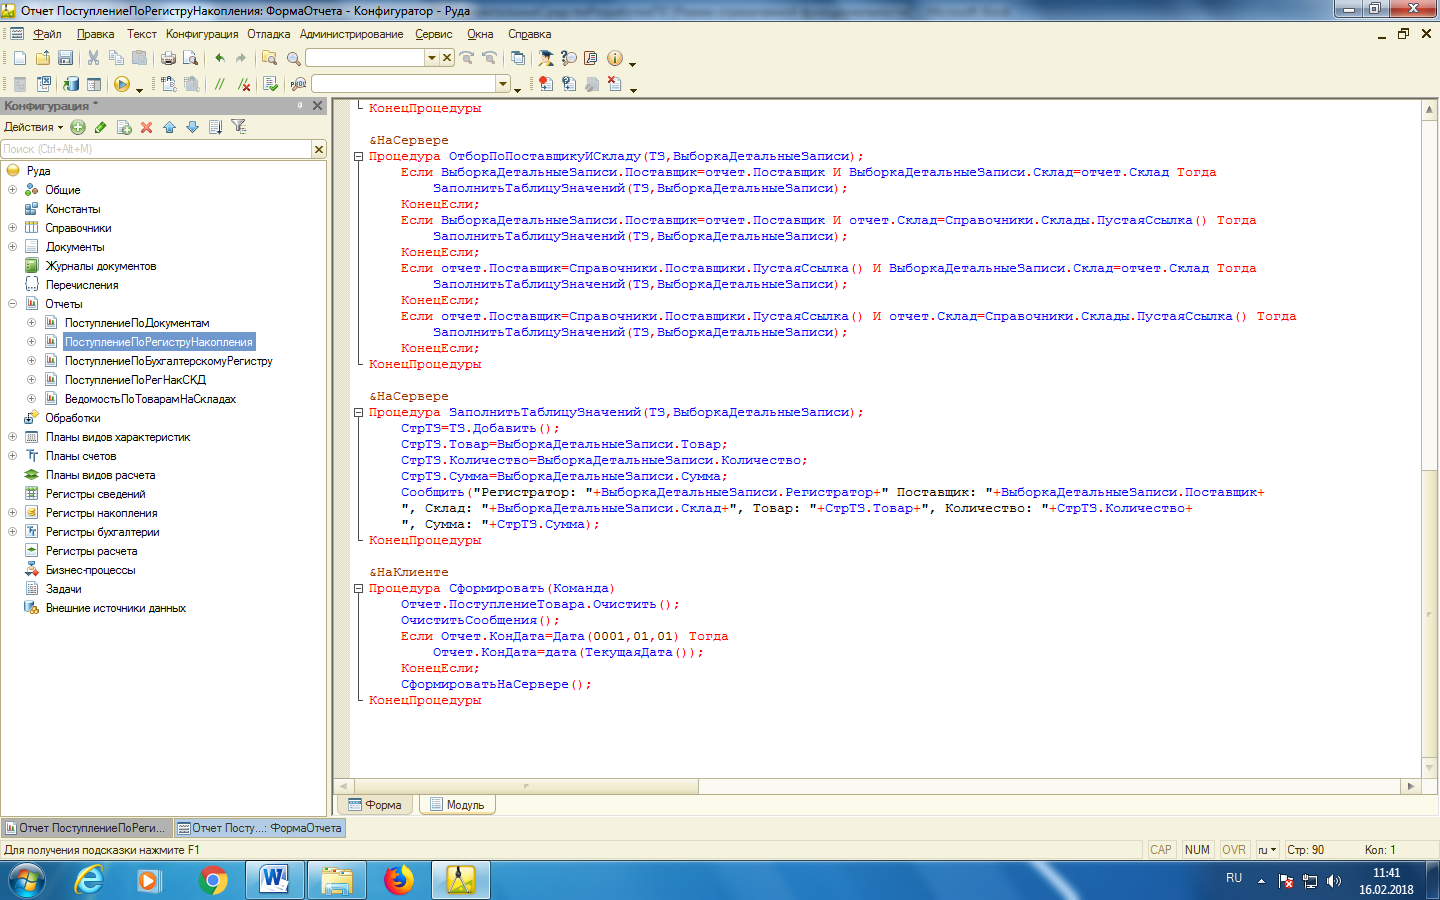 Отчет ПоступлениеПоРегиструНакопления: ФормаОтчета - Конфигуратор - Руда
Файл Правка Текст Конфигурация Отладка Администрирование Сервис Окна Справка
Конфигурация *
Действия
Поиск (Ctrl+Alt+M)
Руда
Общие
Константы
Справочники
Документы
Журналы документов
Перечисления
Отчеты
ПоступлениеПоДокументам
ПоступлениеПоРегиструНакопления
ПоступлениеПоБухгалтерскомуРегистру
ПоступлениеПоРегНакСКД
ВедомостьПоТоварамНаСкладах
Обработки
Планы видов характеристик
Планы счетов
Планы видов расчета
Регистры сведений
Регистры накопления
Регистры бухгалтерии
Регистры расчета
Бизнес-процессы
Задачи
Внешние источники данных
КонецПроцедуры
&НаСервере
Процедура ОтборПоПоставщикуИСкладу(ТЗ,ВыборкаДетальныеЗаписи);
Если ВыборкаДетальныеЗаписи.Поставщик=отчет.Поставщик И ВыборкаДетальныеЗаписи.Склад=отчет.Склад Тогда
ЗаполнитьТаблицуЗначений(ТЗ,ВыборкаДетальныеЗаписи);
КонецЕсли;
Если ВыборкаДетальныеЗаписи.Поставщик=отчет.Поставщик И отчет.Склад=Справочники.Склады.ПустаяСсылка() Тогда
ЗаполнитьТаблицуЗначений(ТЗ,ВыборкаДетальныеЗаписи);
КонецЕсли;
Если отчет.Поставщик=Справочники.Поставщики.ПустаяСсылка() И ВыборкаДетальныеЗаписи.Склад=отчет.Склад Тогда
ЗаполнитьТаблицуЗначений(ТЗ,ВыборкаДетальныеЗаписи);
КонецЕсли;
Если отчет.Поставщик=Справочники.Поставщики.ПустаяСсылка() И отчет.Склад=Справочники.Склады.ПустаяСсылка() Тогда
ЗаполнитьТаблицуЗначений(ТЗ,ВыборкаДетальныеЗаписи);
КонецЕсли;
КонецПроцедуры
&НаСервере
Процедура ЗаполнитьТаблицуЗначений(ТЗ,ВыборкаДетальныеЗаписи);
СтрТЗ=ТЗ.Добавить();
СтрТЗ.Товар=ВыборкаДетальныеЗаписи.Товар;
СтрТЗ.Количество=ВыборкаДетальныеЗаписи.Количество;
СтрТЗ.Сумма=ВыборкаДетальныеЗаписи.Сумма;
Сообщить("Регистратор: "+ВыборкаДетальныеЗаписи.Регистратор+" Поставщик: "+ВыборкаДетальныеЗаписи.Поставщик+
", Склад: "+ВыборкаДетальныеЗаписи.Склад+", Товар: "+СтрТЗ.Товар+", Количество: "+СтрТЗ.Количество+
", Сумма: "+СтрТЗ.Сумма);
КонецПроцедуры
&НаКлиенте
Процедура Сформировать(Команда)
Отчет.ПоступлениеТовара.Очистить();
ОчиститьСообщения();
Если Отчет.КонДата=Дата(0001,01,01) Тогда
Отчет.КонДата=дата(ТекущаяДата());
КонецЕсли;
СформироватьНаСервере();
КонецПроцедуры
Форма Модуль
Отчет ПоступлениеПоРеги... Отчет Посту...: ФормаОтчета
Для получения подсказки нажмите F1 CAP NUM OVR ru Стр: 90 Кол: 1
RU 11:41
16.02.2018